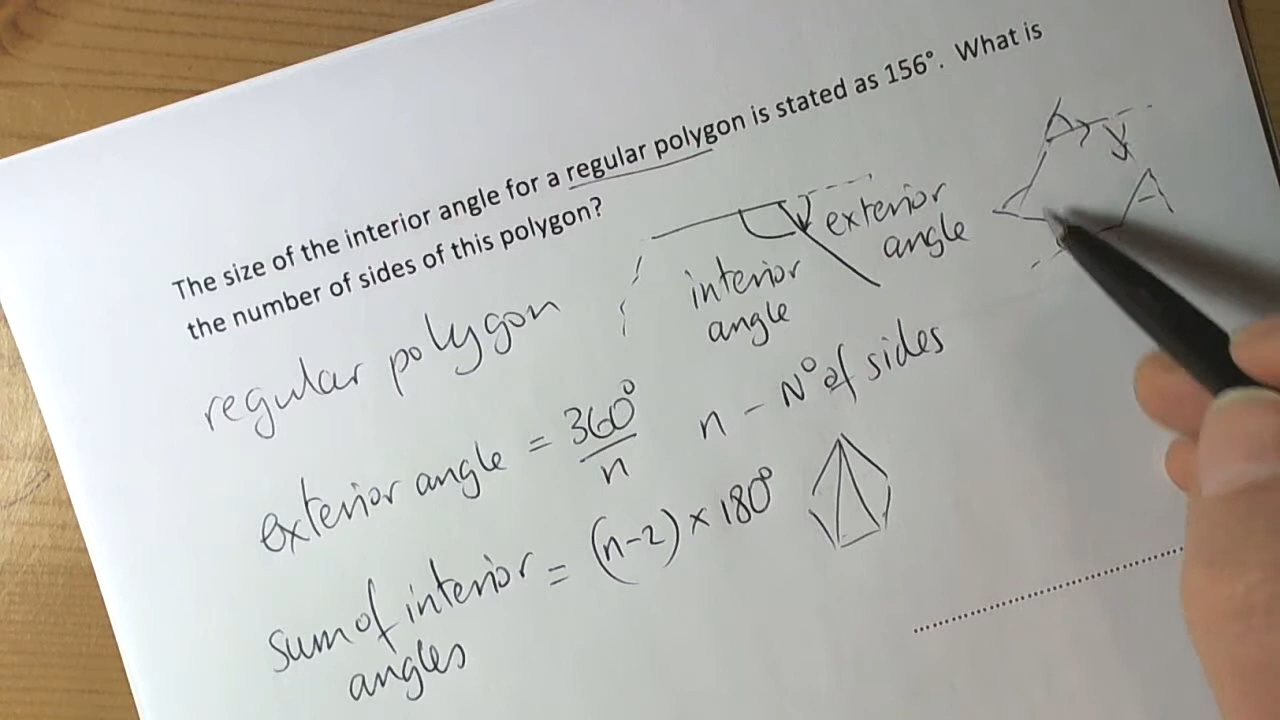 The size of the interior angle for a regular polygon is stated as 156°. What is
the number of sides of this polygon?
regular polygon
interior
angle
exterior
angle
exterior angle = 360°/n
n – N° of sides
sum of interior = (n-2) × 180°
angles